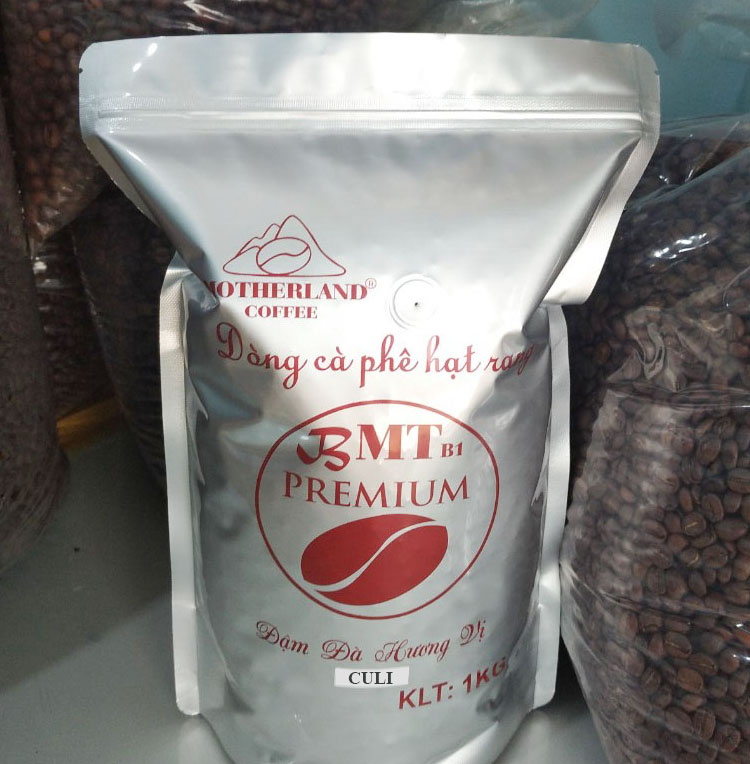 MOTHERLAND®
COFFEE
Dòng cà phê hạt rang
BMT B1
PREMIUM
Đậm Đà Hương Vị
CULI
KLT: 1KG